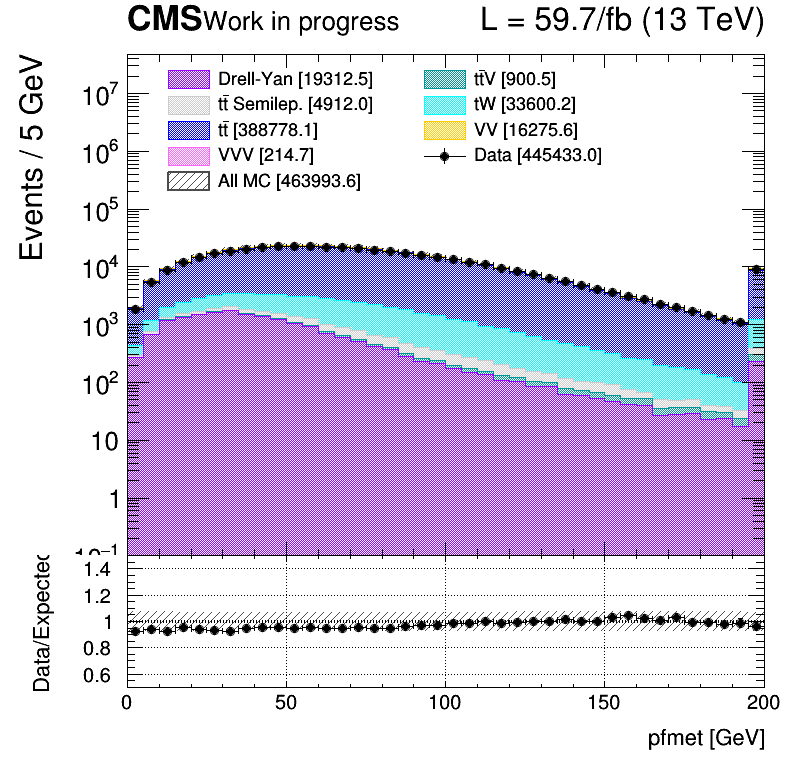 CMS Work in progress L = 59.7/fb (13 TeV)
Events / 5 GeV
Drell-Yan [19312.5]
tt̄ Semilep. [4912.0]
tt̄ [388778.1]
VVV [214.7]
All MC [463993.6]
tt̄V [900.5]
tW [33600.2]
VV [16275.6]
Data [445433.0]
10⁷
10⁶
10⁵
10⁴
10³
10²
10
1
10⁻¹
Data/Expected
1.4
1.2
1
0.8
0.6
0 50 100 150 200
pfmet [GeV]